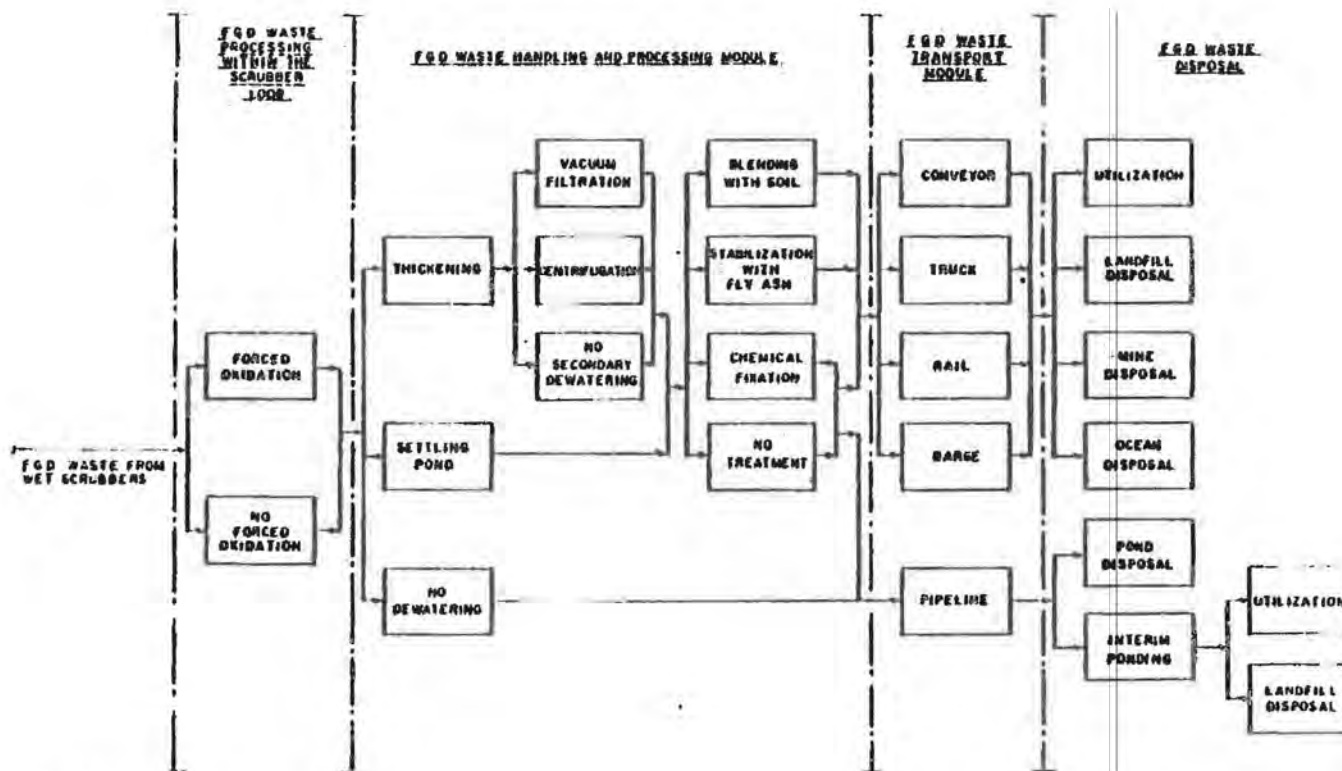 FGD WASTE
PROCESSING
WITHIN THE
SCRUBBER
LOOP
FGD WASTE HANDLING AND PROCESSING MODULE
FGD WASTE
TRANSPORT
MODULE
FGD WASTE
DISPOSAL
FGD WASTE FROM
WET SCRUBBERS
FORCED
OXIDATION
NO
FORCED
OXIDATION
THICKENING
SETTLING
POND
NO
DEWATERING
VACUUM
FILTRATION
CENTRIFUGATION
NO
SECONDARY
DEWATERING
BLENDING
WITH SOIL
STABILIZATION
WITH
FLY ASH
CHEMICAL
FIXATION
NO
TREATMENT
CONVEYOR
TRUCK
RAIL
BARGE
PIPELINE
UTILIZATION
LANDFILL
DISPOSAL
MINE
DISPOSAL
OCEAN
DISPOSAL
POND
DISPOSAL
INTERIM
PONDING
UTILIZATION
LANDFILL
DISPOSAL